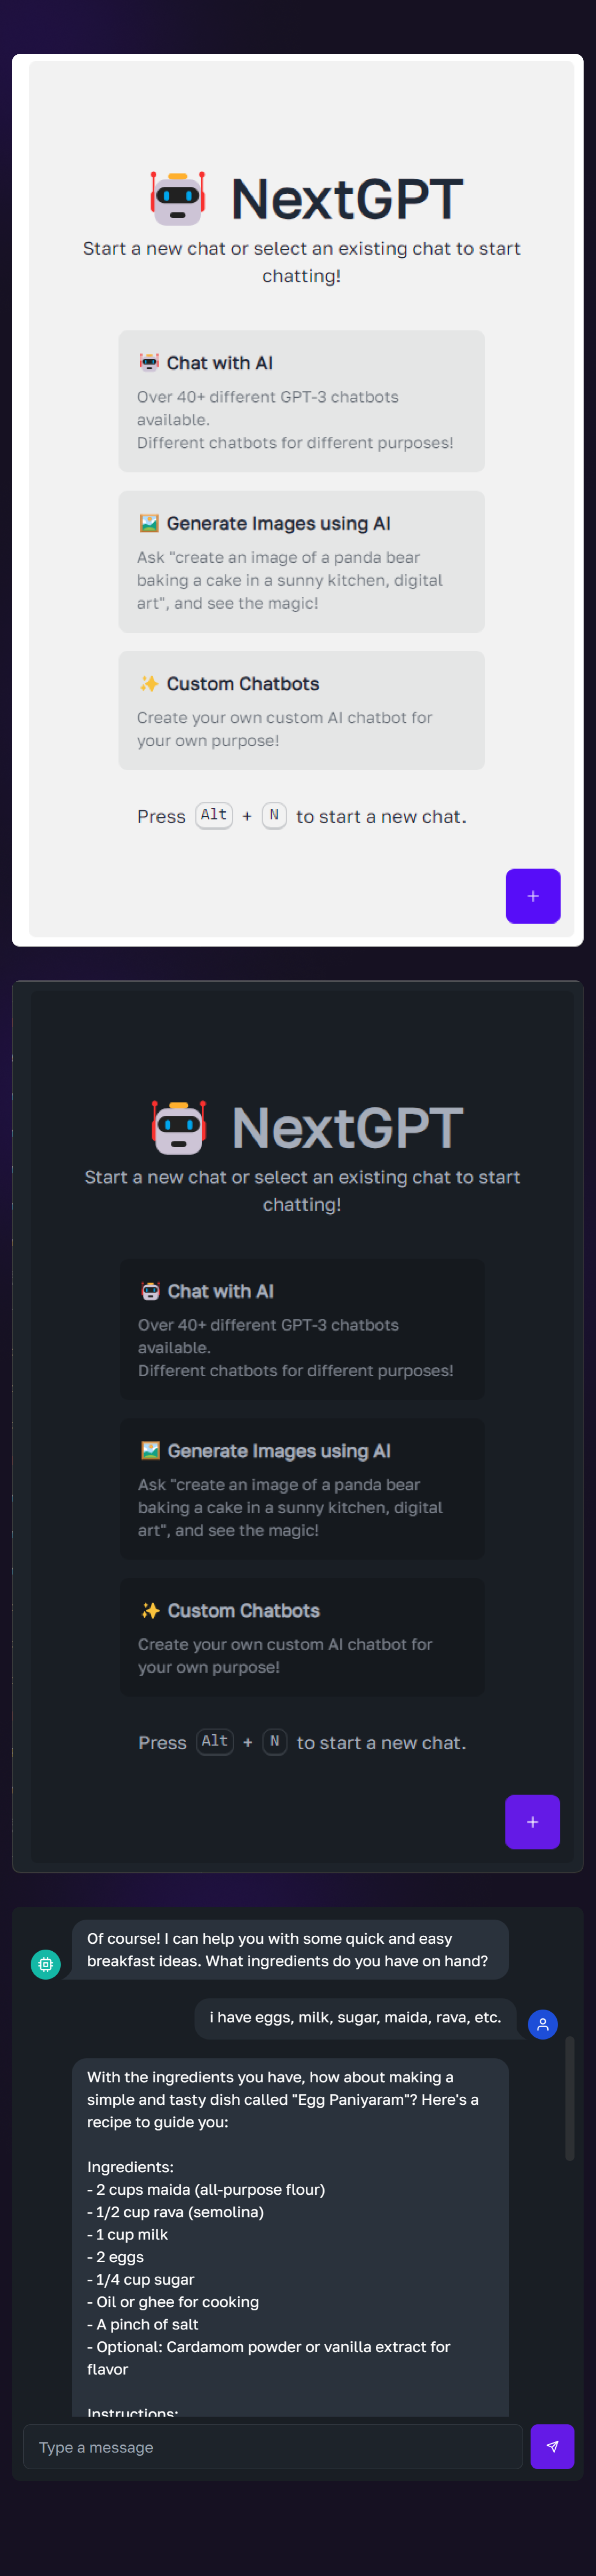 NextGPT
Start a new chat or select an existing chat to start
chatting!
Chat with AI
Over 40+ different GPT-3 chatbots
available.
Different chatbots for different purposes!
Generate Images using AI
Ask "create an image of a panda bear
baking a cake in a sunny kitchen, digital
art", and see the magic!
Custom Chatbots
Create your own custom AI chatbot for
your own purpose!
Press Alt + N to start a new chat.
+
NextGPT
Start a new chat or select an existing chat to start
chatting!
Chat with AI
Over 40+ different GPT-3 chatbots
available.
Different chatbots for different purposes!
Generate Images using AI
Ask "create an image of a panda bear
baking a cake in a sunny kitchen, digital
art", and see the magic!
Custom Chatbots
Create your own custom AI chatbot for
your own purpose!
Press Alt + N to start a new chat.
+
Of course! I can help you with some quick and easy
breakfast ideas. What ingredients do you have on hand?
i have eggs, milk, sugar, maida, rava, etc.
With the ingredients you have, how about making a
simple and tasty dish called "Egg Paniyaram"? Here's a
recipe to guide you:
Ingredients:
- 2 cups maida (all-purpose flour)
- 1/2 cup rava (semolina)
- 1 cup milk
- 2 eggs
- 1/4 cup sugar
- Oil or ghee for cooking
- A pinch of salt
- Optional: Cardamom powder or vanilla extract for
flavor
Instructions:
Type a message